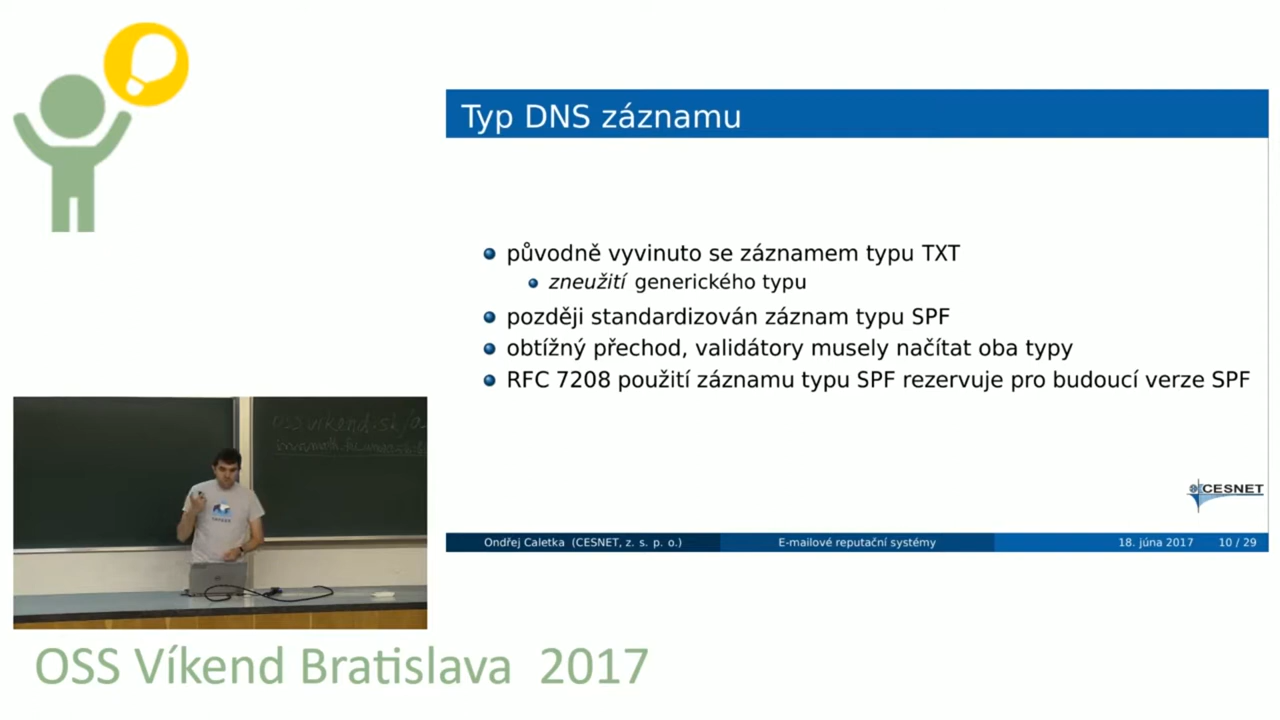 Typ DNS záznamu
původně vyvinuto se záznamem typu TXT
zneužití generického typu
později standardizován záznam typu SPF
obtížný přechod, validátory musely načítat oba typy
RFC 7208 použití záznamu typu SPF rezervuje pro budoucí verze SPF
CESNET
Ondřej Caletka (CESNET, z. s. p. o.) E-mailové reputační systémy 18. júna 2017 10 / 29
OSS Víkend Bratislava 2017